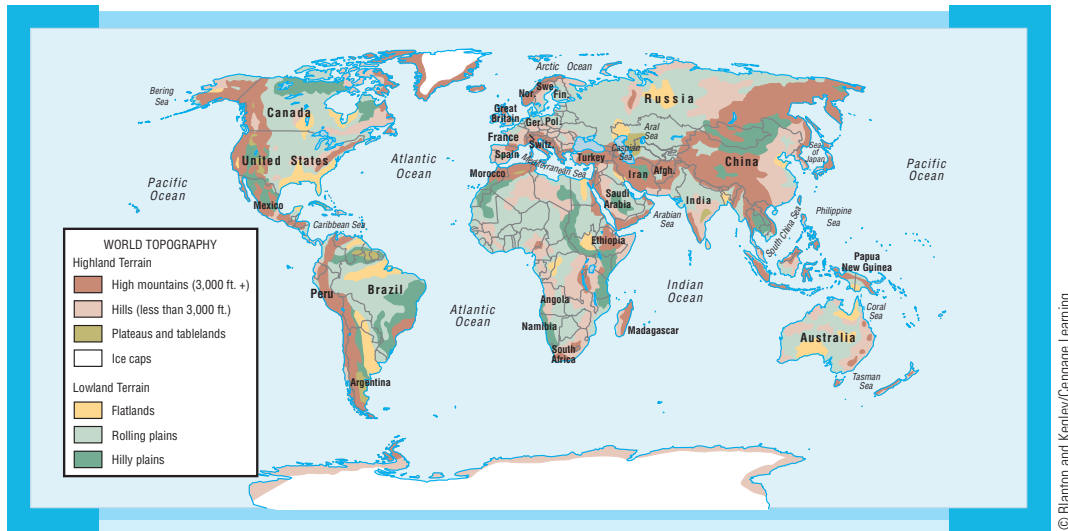 Arctic Ocean
Bering
Sea
Canada
Nor.
Swe.
Fin.
Russia
Great
Britain
Ger.
Pol.
France
Switz.
Aral
Sea
Caspian
Sea
Sea
of
Japan
United States
Atlantic
Ocean
Spain
Mediterranean Sea
Turkey
Iran
Afgh.
China
Pacific
Ocean
Pacific
Ocean
Morocco
Mexico
Saudi
Arabia
India
Arabian
Sea
Caribbean Sea
South China Sea
Philippine
Sea
Ethiopia
WORLD TOPOGRAPHY
Highland Terrain
High mountains (3,000 ft. +)
Hills (less than 3,000 ft.)
Plateaus and tablelands
Ice caps
Lowland Terrain
Flatlands
Rolling plains
Hilly plains
Peru
Brazil
Atlantic
Ocean
Indian
Ocean
Papua
New Guinea
Angola
Namibia
Madagascar
South
Africa
Coral
Sea
Australia
Argentina
Tasman
Sea
© Blanton and Kegley/Cengage Learning